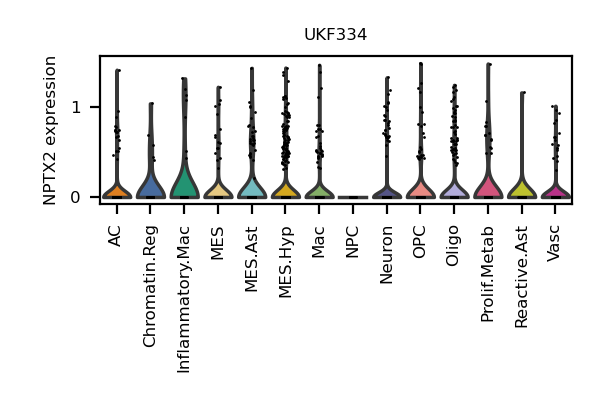 UKF334
NPTX2 expression
1
0
AC
Chromatin.Reg
Inflammatory.Mac
MES
MES.Ast
MES.Hyp
Mac
NPC
Neuron
OPC
Oligo
Prolif.Metab
Reactive.Ast
Vasc